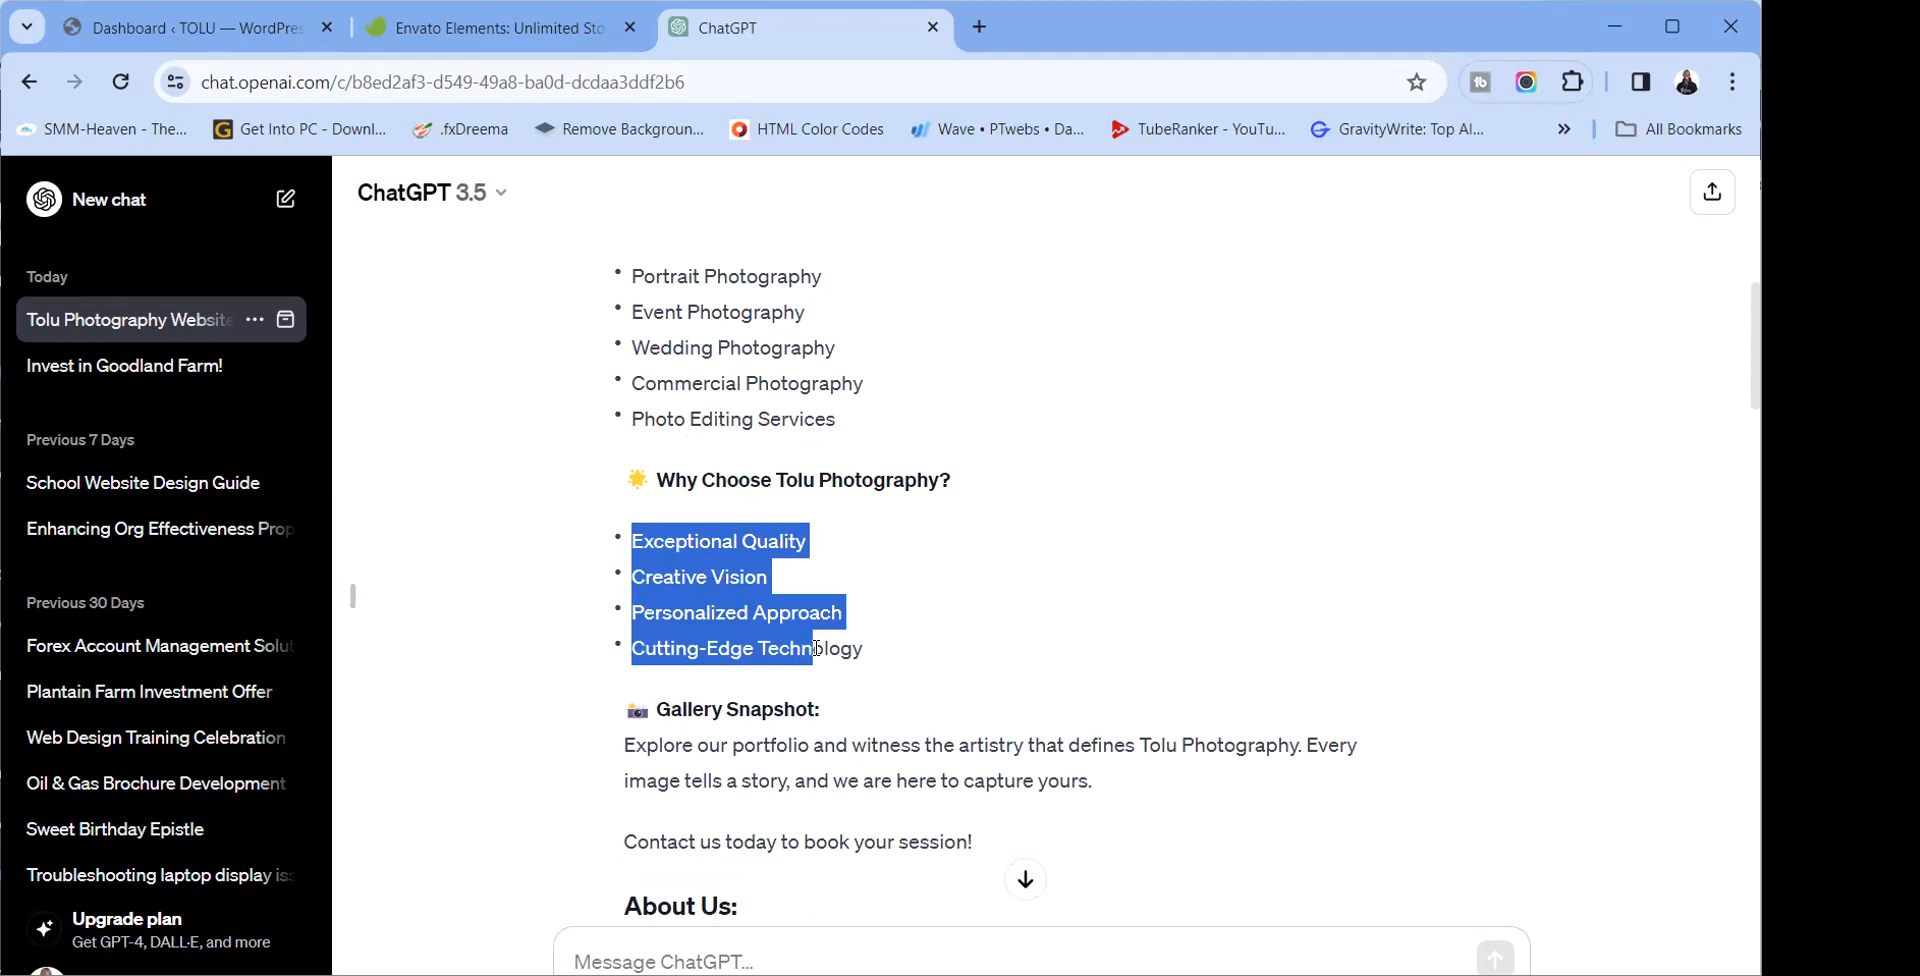 Dashboard ‹ TOLU — WordPres
Envato Elements: Unlimited Sto
ChatGPT
chat.openai.com/c/b8ed2af3-d549-49a8-ba0d-dcdaa3ddf2b6
SMM-Heaven - The...
Get Into PC - Downl...
.fxDreema
Remove Backgroun...
HTML Color Codes
Wave • PTwebs • Da...
TubeRanker - YouTu...
GravityWrite: Top AI...
»
All Bookmarks
New chat
ChatGPT 3.5
Today
Tolu Photography Website
Invest in Goodland Farm!
Previous 7 Days
School Website Design Guide
Enhancing Org Effectiveness Prop
Previous 30 Days
Forex Account Management Solut
Plantain Farm Investment Offer
Web Design Training Celebration
Oil & Gas Brochure Development
Sweet Birthday Epistle
Troubleshooting laptop display iss
Upgrade plan
Get GPT-4, DALL·E, and more
• Portrait Photography
• Event Photography
• Wedding Photography
• Commercial Photography
• Photo Editing Services
🌟 Why Choose Tolu Photography?
• Exceptional Quality
• Creative Vision
• Personalized Approach
• Cutting-Edge Technology
📸 Gallery Snapshot:
Explore our portfolio and witness the artistry that defines Tolu Photography. Every
image tells a story, and we are here to capture yours.
Contact us today to book your session!
About Us:
Message ChatGPT...